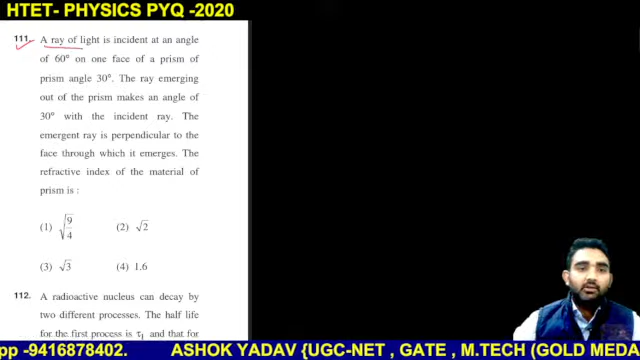 HTET- PHYSICS PYQ -2020
111. A ray of light is incident at an angle
of 60° on one face of a prism of
prism angle 30°. The ray emerging
out of the prism makes an angle of
30° with the incident ray. The
emergent ray is perpendicular to the
face through which it emerges. The
refractive index of the material of
prism is :
(1) √9/4 (2) √2
(3) √3 (4) 1.6
112. A radioactive nucleus can decay by
two different processes. The half life
for the first process is τ₁ and that for
pp -9416878402. ASHOK YADAV {UGC-NET , GATE , M.TECH (GOLD MEDA